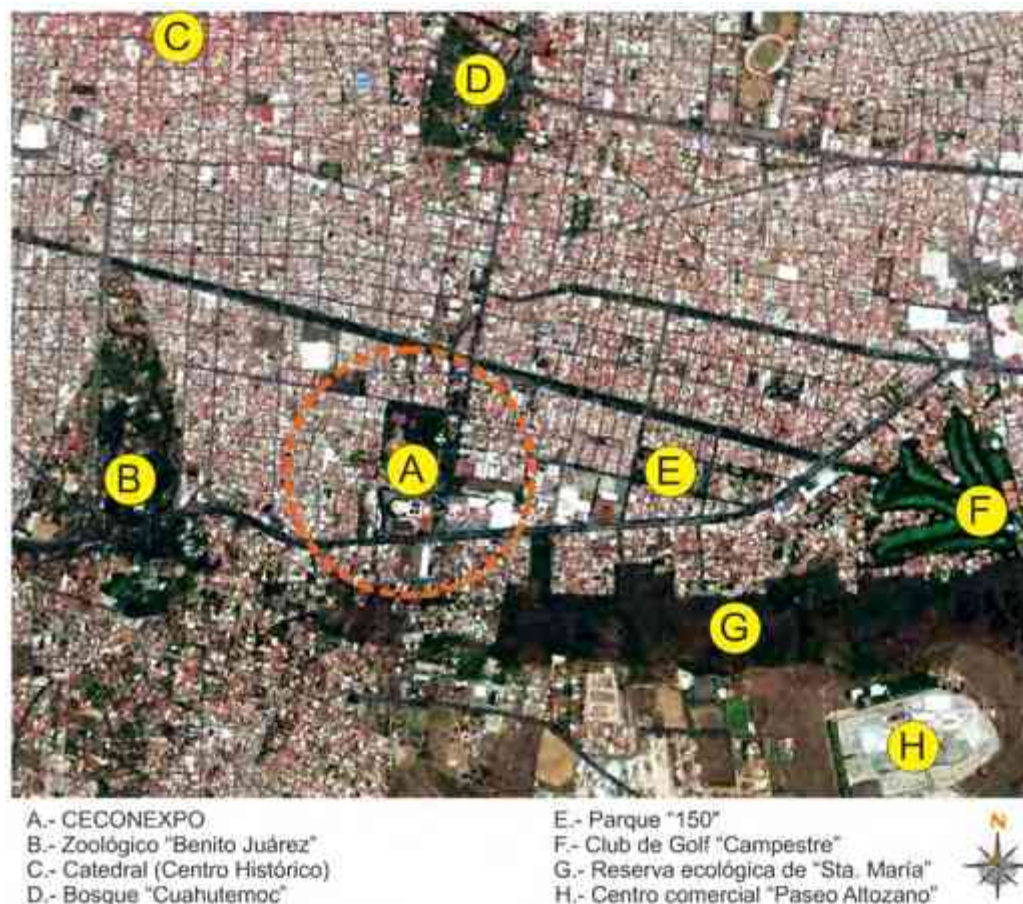 C
D
B
A
E
F
G
H
A.- CECONEXPO
B.- Zoológico "Benito Juárez"
C.- Catedral (Centro Histórico)
D.- Bosque "Cuahutemoc"
E.- Parque "150"
F.- Club de Golf "Campestre"
G.- Reserva ecológica de "Sta. María"
H.- Centro comercial "Paseo Altozano"
N